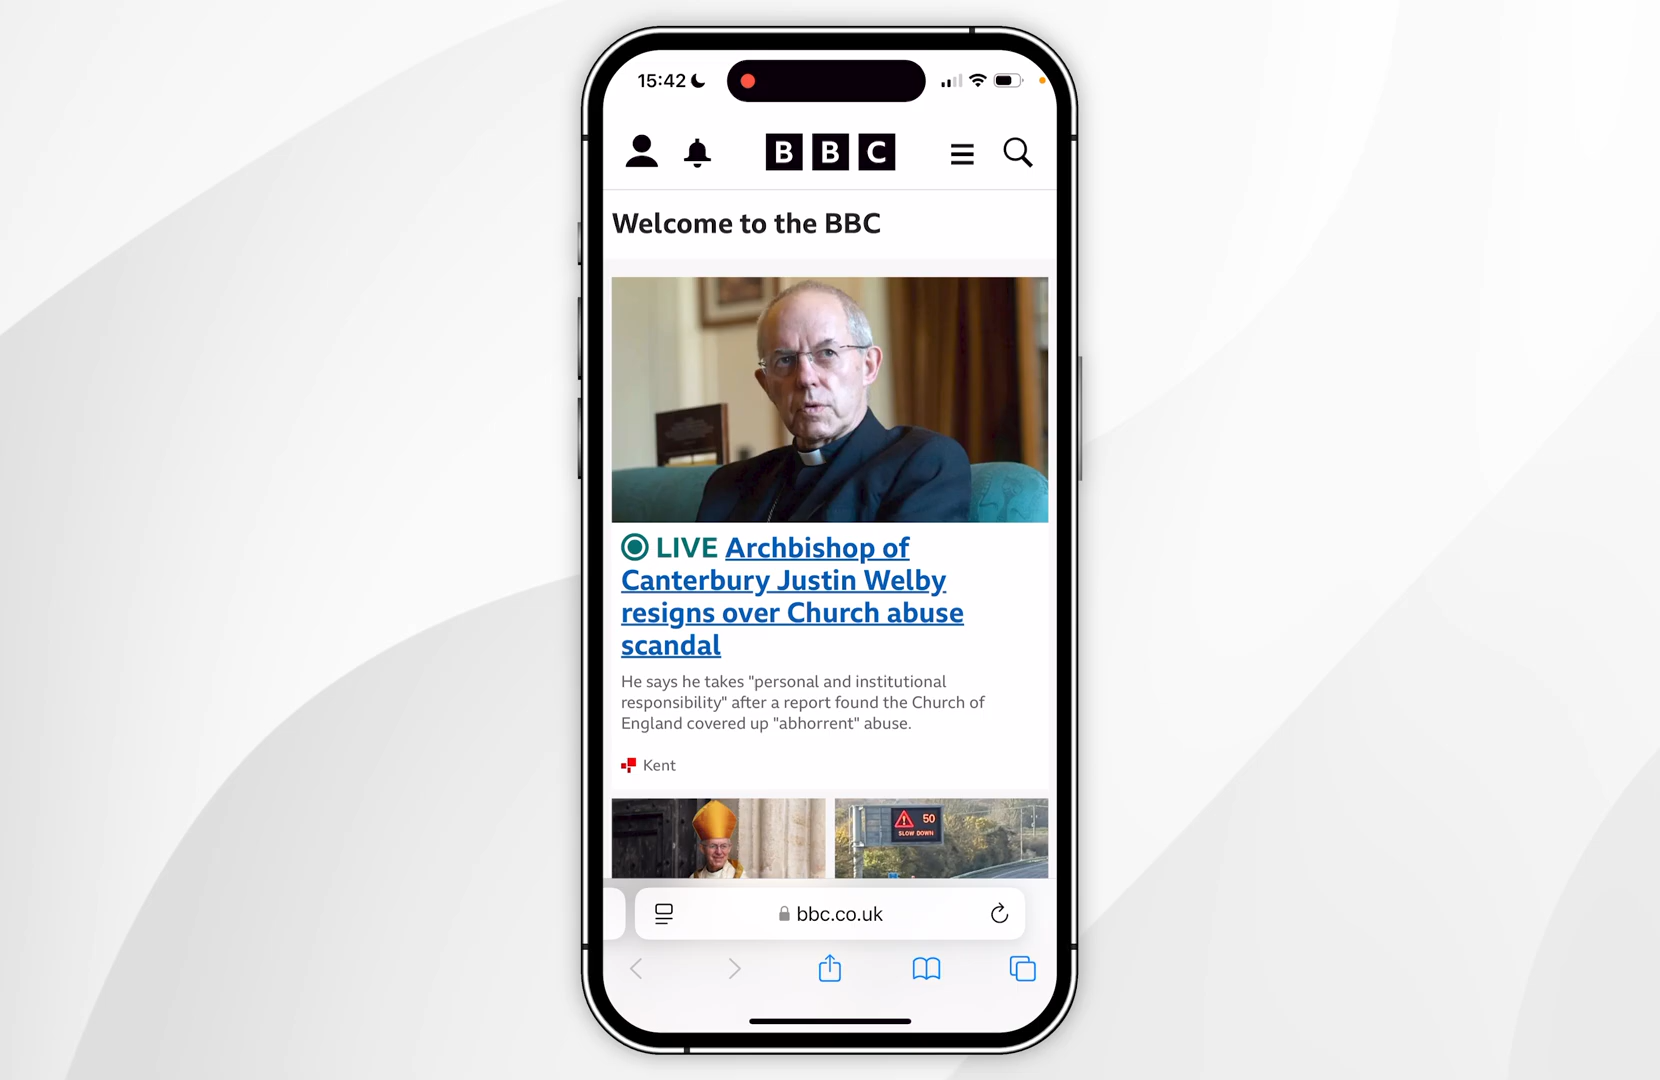 15:42
BBC
Welcome to the BBC
LIVE Archbishop of
Canterbury Justin Welby
resigns over Church abuse
scandal
He says he takes "personal and institutional
responsibility" after a report found the Church of
England covered up "abhorrent" abuse.
Kent
50
SLOW DOWN
bbc.co.uk